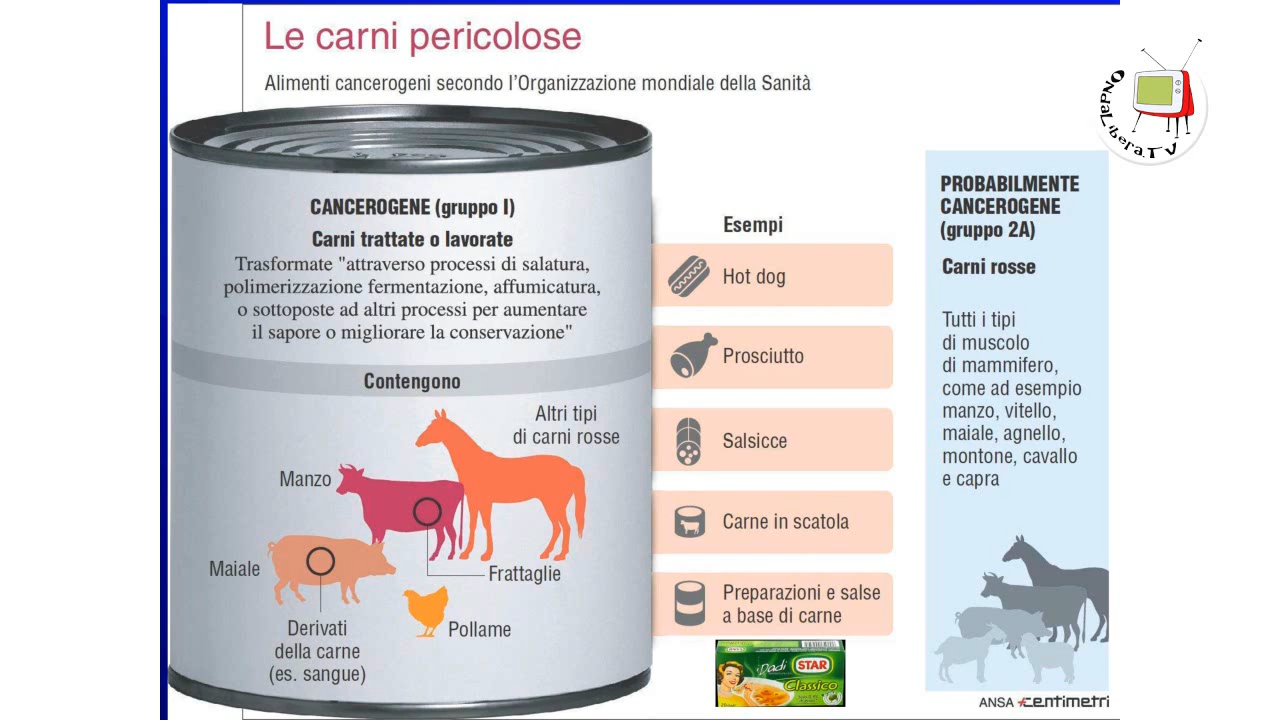 Le carni pericolose
Alimenti cancerogeni secondo l'Organizzazione mondiale della Sanità
OndaLiberaTV
CANCEROGENE (gruppo I)
Carni trattate o lavorate
Trasformate "attraverso processi di salatura,
polimerizzazione fermentazione, affumicatura,
o sottoposte ad altri processi per aumentare
il sapore o migliorare la conservazione"
Contengono
Altri tipi
di carni rosse
Manzo
Maiale
Frattaglie
Pollame
Derivati
della carne
(es. sangue)
Esempi
Hot dog
Prosciutto
Salsicce
Carne in scatola
Preparazioni e salse
a base di carne
i Dadi
STAR
Classico
PROBABILMENTE
CANCEROGENE
(gruppo 2A)
Carni rosse
Tutti i tipi
di muscolo
di mammifero,
come ad esempio
manzo, vitello,
maiale, agnello,
montone, cavallo
e capra
ANSA centimetri